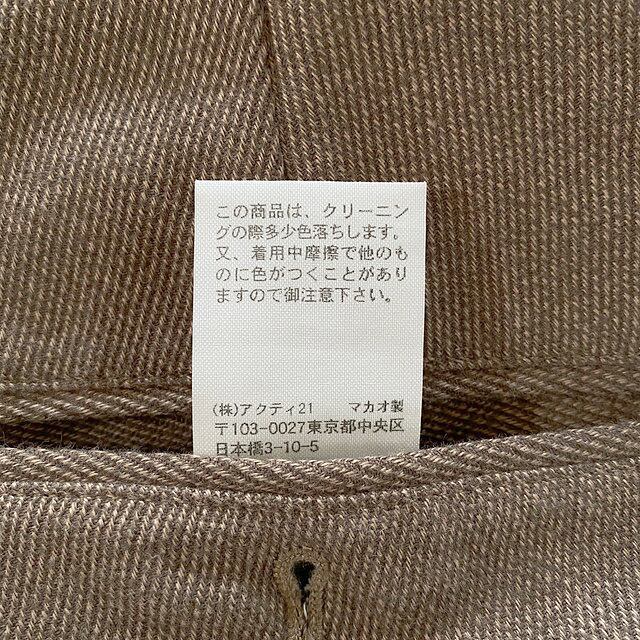 この商品は、クリーニン
グの際多少色落ちします。
又、着用中摩擦で他のも
のに色がつくことがあり
ますので御注意下さい。
(株)アクティ21 マカオ製
〒103-0027東京都中央区
日本橋3-10-5